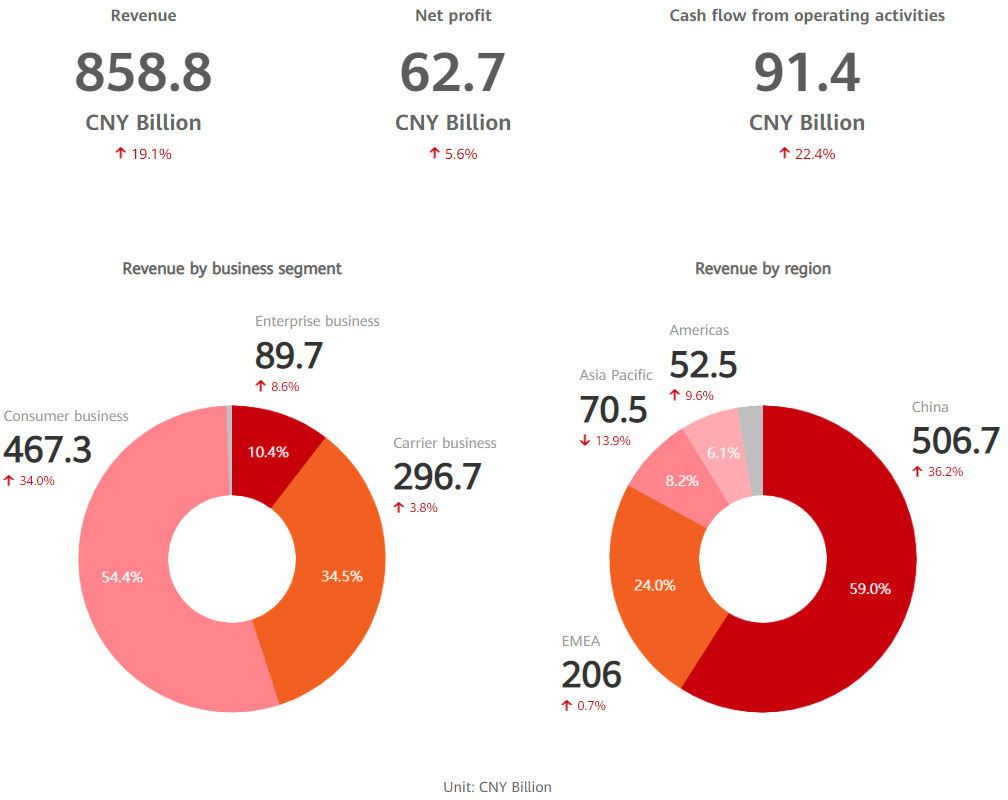 Revenue
858.8
CNY Billion
↑ 19.1%
Net profit
62.7
CNY Billion
↑ 5.6%
Cash flow from operating activities
91.4
CNY Billion
↑ 22.4%
Revenue by business segment
Enterprise business
89.7
↑ 8.6%
Consumer business
467.3
↑ 34.0%
Carrier business
296.7
↑ 3.8%
10.4%
54.4%
34.5%
Revenue by region
Americas
52.5
↑ 9.6%
Asia Pacific
70.5
↓ 13.9%
China
506.7
↑ 36.2%
6.1%
8.2%
24.0%
59.0%
EMEA
206
↑ 0.7%
Unit: CNY Billion